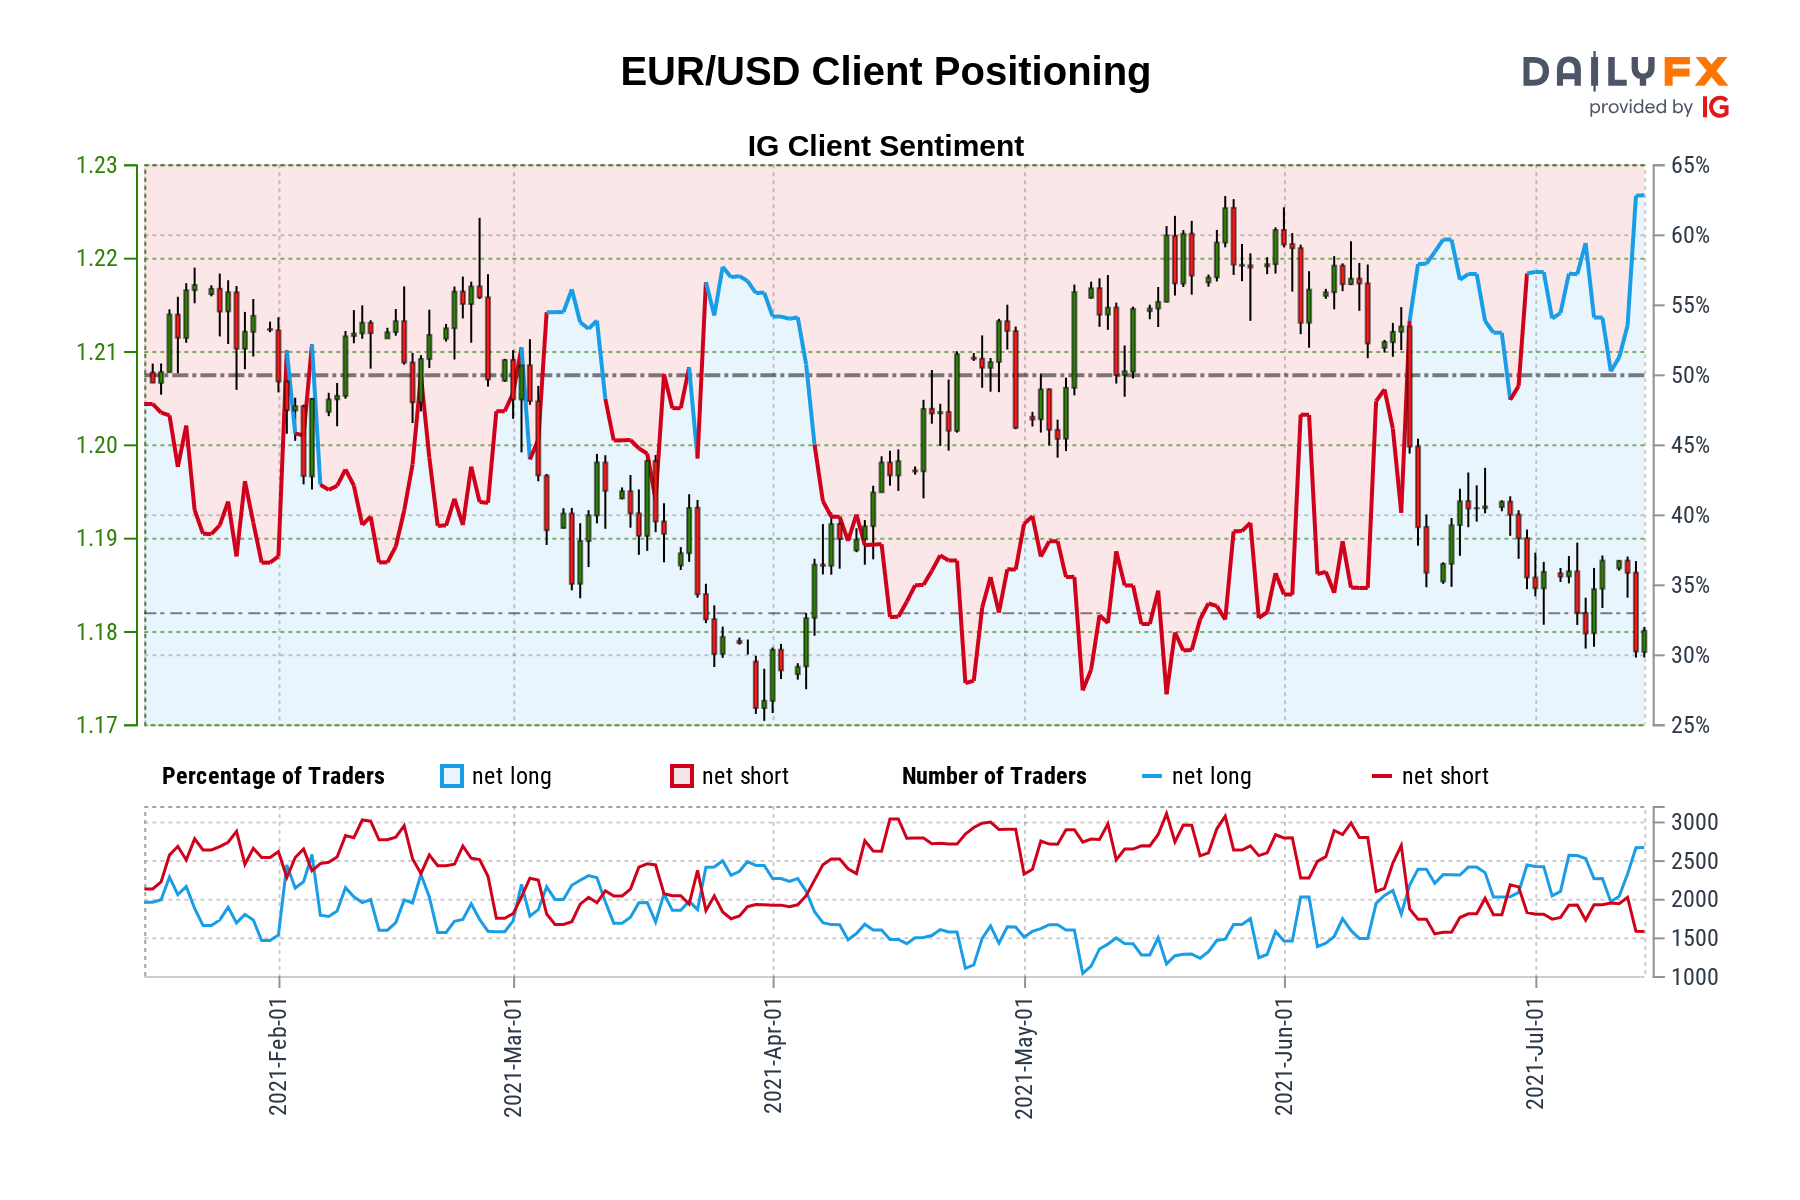 EUR/USD Client Positioning
DAILYFX
provided by IG
IG Client Sentiment
1.23
1.22
1.21
1.20
1.19
1.18
1.17
65%
60%
55%
50%
45%
40%
35%
30%
25%
Percentage of Traders net long net short Number of Traders net long net short
3000
2500
2000
1500
1000
2021-Feb-01
2021-Mar-01
2021-Apr-01
2021-May-01
2021-Jun-01
2021-Jul-01